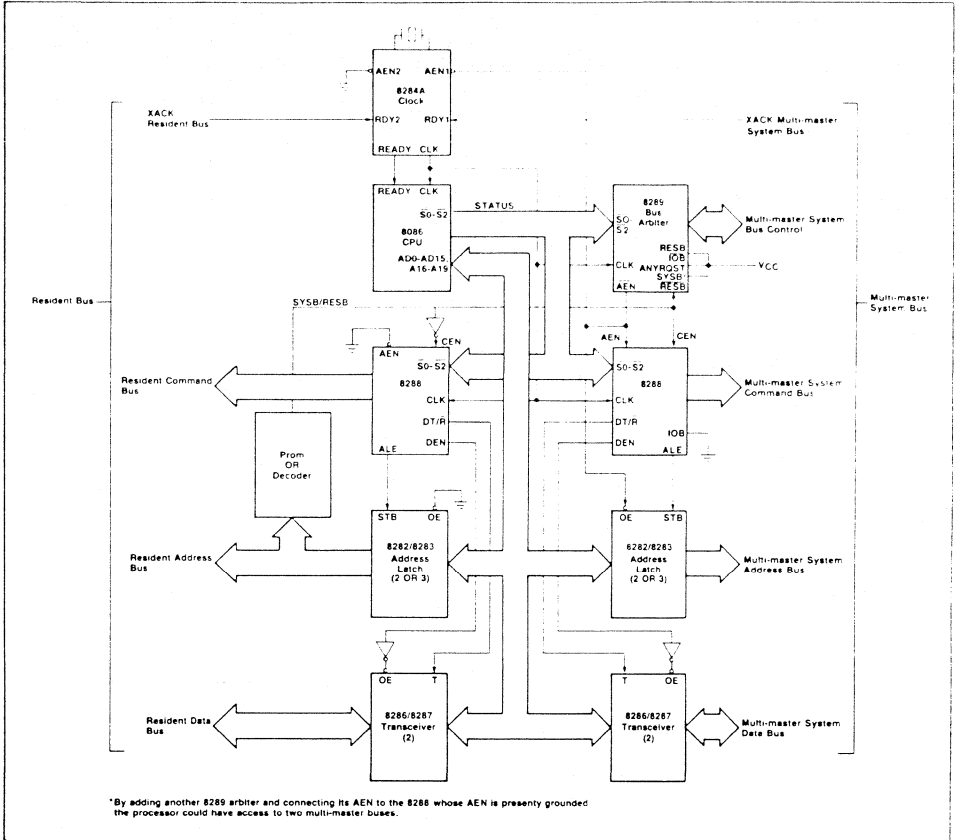 AEN2 AEN1
8284A
Clock
XACK
Resident Bus
RDY2 RDY1
XACK Multi-master
System Bus
READY CLK
READY CLK
S0-S2
STATUS
8086
CPU
AD0-AD15,
A16-A19
8289
Bus
Arbiter
S0-
S2
Multi-master System
Bus Control
RESB
IOB
CLK ANYRQST
SYSB
AEN RESB
VCC
Resident Bus
Multi-master
System Bus
SYSB/RESB
CEN
AEN
AEN
CEN
S0-S2
8288
S0-S2
8288
Resident Command
Bus
Multi-master System
Command Bus
CLK
CLK
DT/R
DEN
ALE
DT/R
DEN
IOB
ALE
Prom
OR
Decoder
STB OE
8282/8283
Address
Latch
(2 OR 3)
OE STB
6282/8283
Address
Latch
(2 OR 3)
Resident Address
Bus
Multi-master System
Address Bus
OE T
8286/8287
Transceiver
(2)
T OE
8286/8287
Transceiver
(2)
Resident Data
Bus
Multi-master System
Data Bus
*By adding another 8289 arbiter and connecting its AEN to the 8288 whose AEN is presenty grounded
the processor could have access to two multi-master buses.